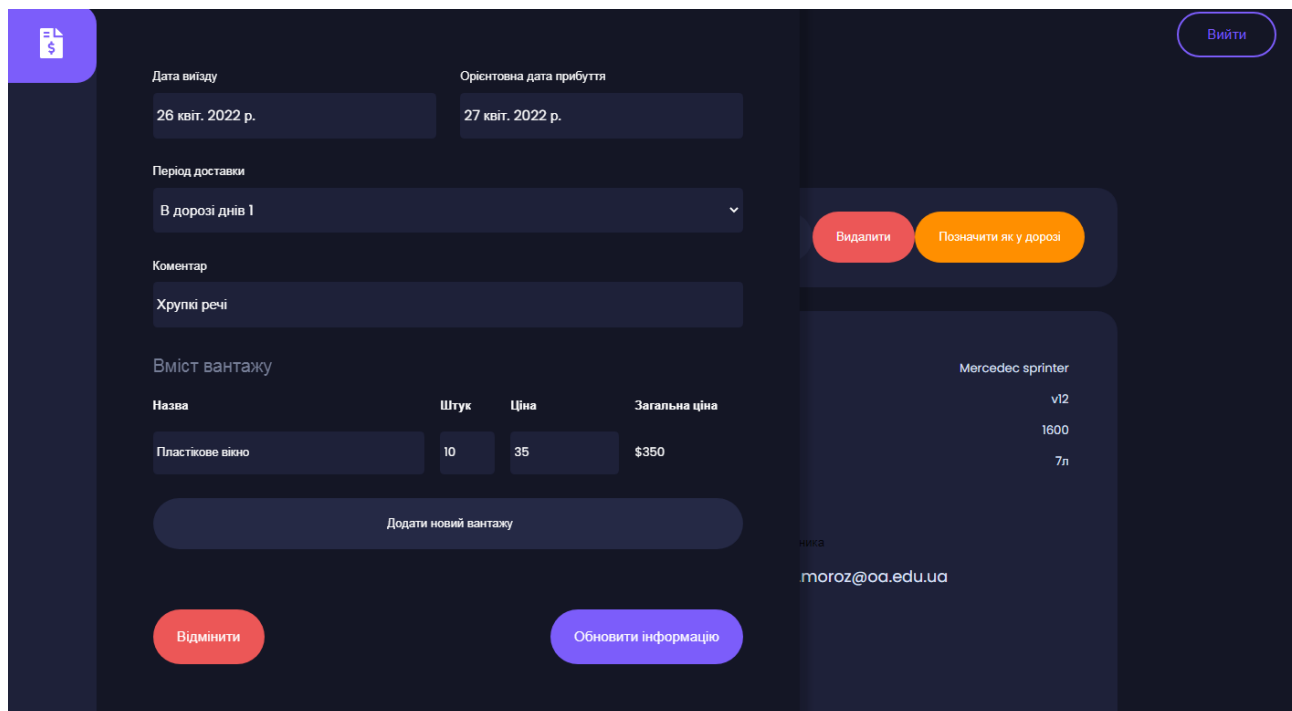 Вийти
Дата виїзду Орієнтовна дата прибуття
26 квіт. 2022 р. 27 квіт. 2022 р.
Період доставки
В дорозі днів 1
Видалити Позначити як у дорозі
Коментар
Хрупкі речі
Вміст вантажу
Mercedec sprinter
Назва Штук Ціна Загальна ціна
v12
1600
Пластікове вікно 10 35 $350
7л
Додати новий вантажу
ника
.moroz@oa.edu.ua
Відмінити Обновити інформацію